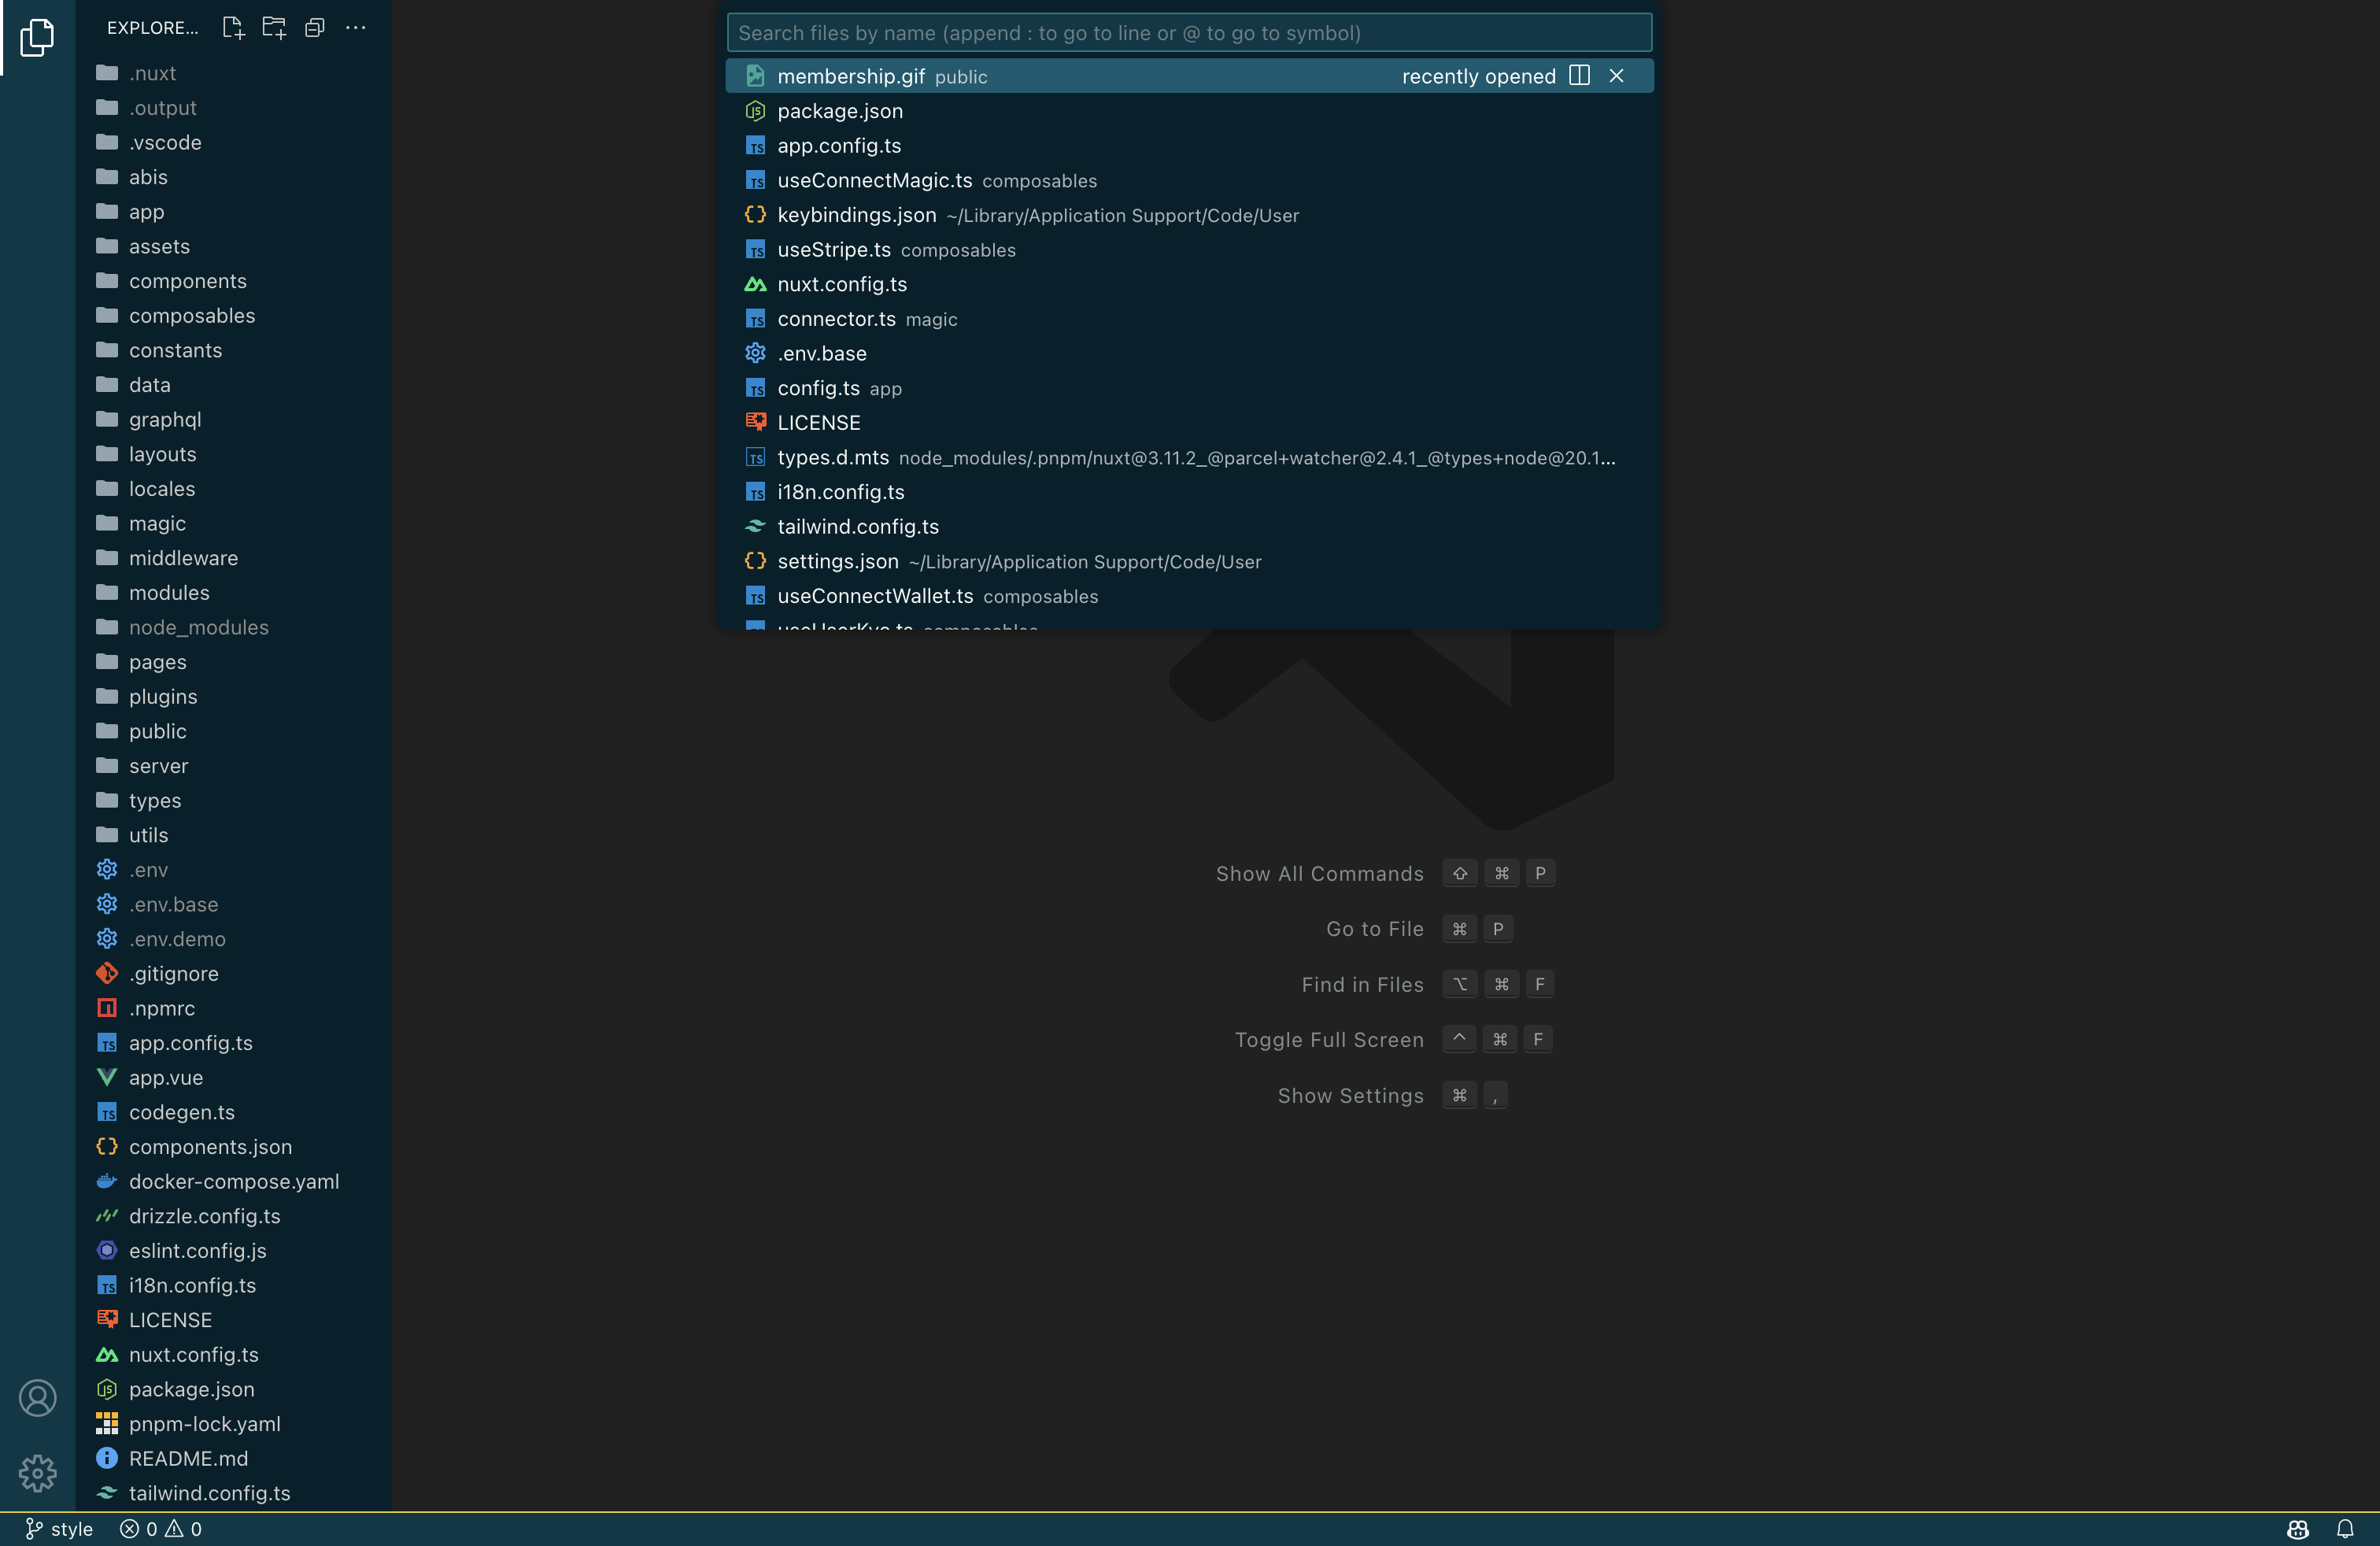 EXPLORE...
.nuxt
.output
.vscode
abis
app
assets
components
composables
constants
data
graphql
layouts
locales
magic
middleware
modules
node_modules
pages
plugins
public
server
types
utils
.env
.env.base
.env.demo
.gitignore
.npmrc
app.config.ts
app.vue
codegen.ts
components.json
docker-compose.yaml
drizzle.config.ts
eslint.config.js
i18n.config.ts
LICENSE
nuxt.config.ts
package.json
pnpm-lock.yaml
README.md
tailwind.config.ts
Search files by name (append : to go to line or @ to go to symbol)
membership.gif public recently opened
package.json
app.config.ts
useConnectMagic.ts composables
keybindings.json ~/Library/Application Support/Code/User
useStripe.ts composables
nuxt.config.ts
connector.ts magic
.env.base
config.ts app
LICENSE
types.d.mts node_modules/.pnpm/nuxt@3.11.2_@parcel+watcher@2.4.1_@types+node@20.1...
i18n.config.ts
tailwind.config.ts
settings.json ~/Library/Application Support/Code/User
useConnectWallet.ts composables
useUserKyc.ts composables
Show All Commands ⇧ ⌘ P
Go to File ⌘ P
Find in Files ⌥ ⌘ F
Toggle Full Screen ^ ⌘ F
Show Settings ⌘ ,
style 0 0